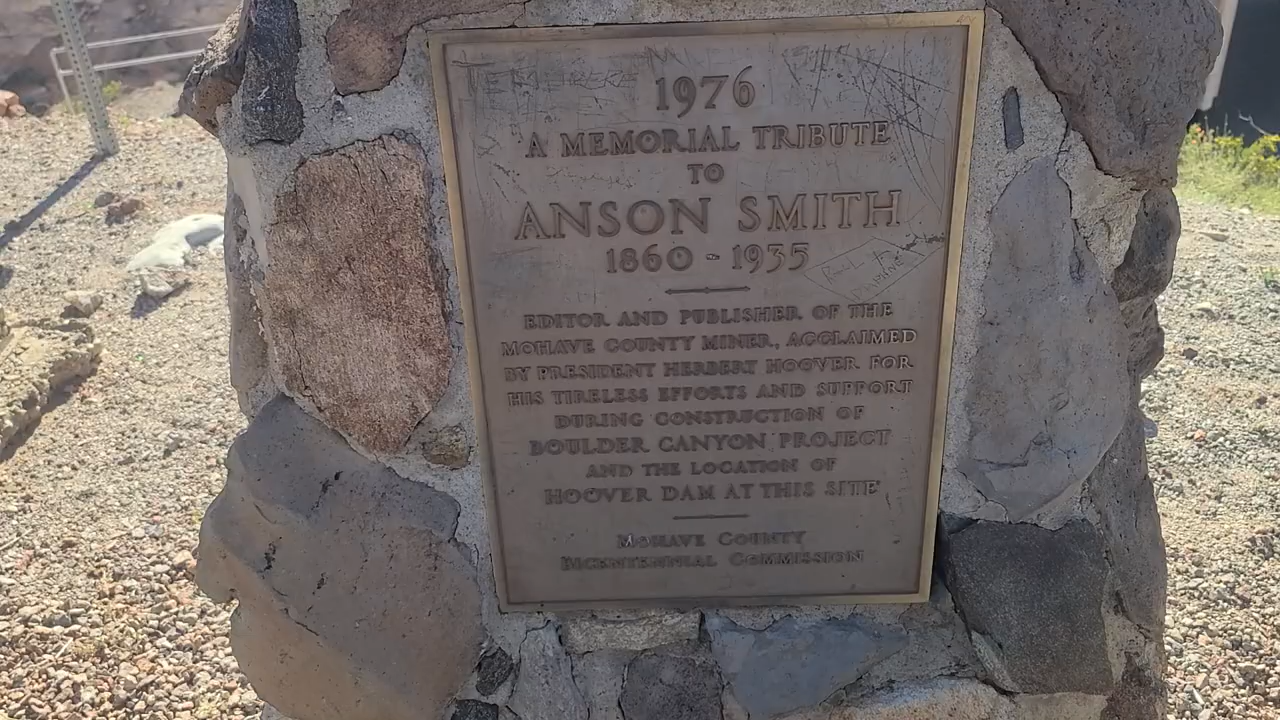 1976
A MEMORIAL TRIBUTE
TO
ANSON SMITH
1860 - 1935
EDITOR AND PUBLISHER OF THE
MOHAVE COUNTY MINER, ACCLAIMED
BY PRESIDENT HERBERT HOOVER FOR
HIS TIRELESS EFFORTS AND SUPPORT
DURING CONSTRUCTION OF
BOULDER CANYON PROJECT
AND THE LOCATION OF
HOOVER DAM AT THIS SITE
MOHAVE COUNTY
BICENTENNIAL COMMISSION